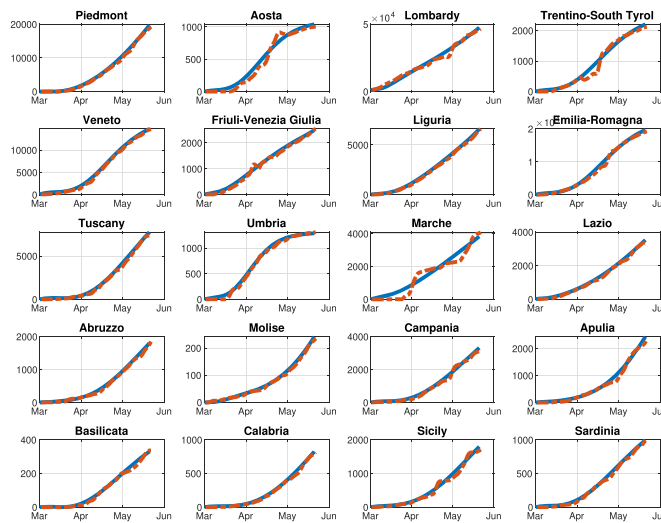 Piedmont Aosta Lombardy Trentino-South Tyrol
20000 10000 0 Mar Apr May Jun
1000 500 0 Mar Apr May Jun
5 × 10^4 0 Mar Apr May Jun
2000 1000 0 Mar Apr May Jun
Veneto Friuli-Venezia Giulia Liguria Emilia-Romagna
10000 5000 0 Mar Apr May Jun
2000 1000 0 Mar Apr May Jun
5000 0 Mar Apr May Jun
2 × 10 1 0 Mar Apr May Jun
Tuscany Umbria Marche Lazio
5000 0 Mar Apr May Jun
1000 500 0 Mar Apr May Jun
4000 2000 0 Mar Apr May Jun
4000 2000 0 Mar Apr May Jun
Abruzzo Molise Campania Apulia
2000 1000 0 Mar Apr May Jun
200 100 0 Mar Apr May Jun
4000 2000 0 Mar Apr May Jun
2000 1000 0 Mar Apr May Jun
Basilicata Calabria Sicily Sardinia
400 200 0 Mar Apr May Jun
1000 500 0 Mar Apr May Jun
2000 1000 0 Mar Apr May Jun
1000 500 0 Mar Apr May Jun